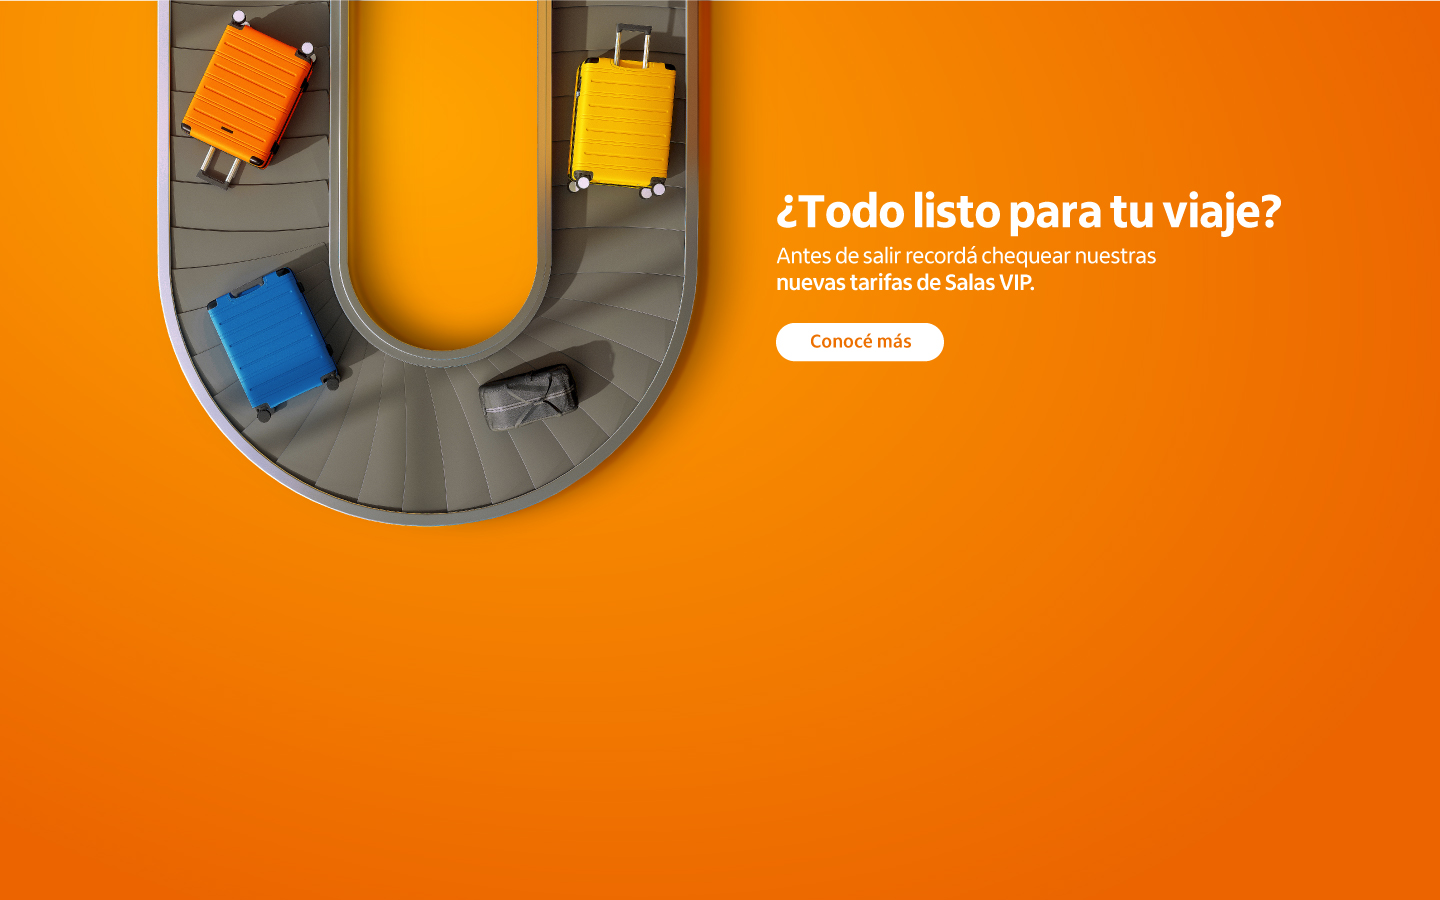 ¿Todo listo para tu viaje?
Antes de salir recordá chequear nuestras
nuevas tarifas de Salas VIP.
Conocé más